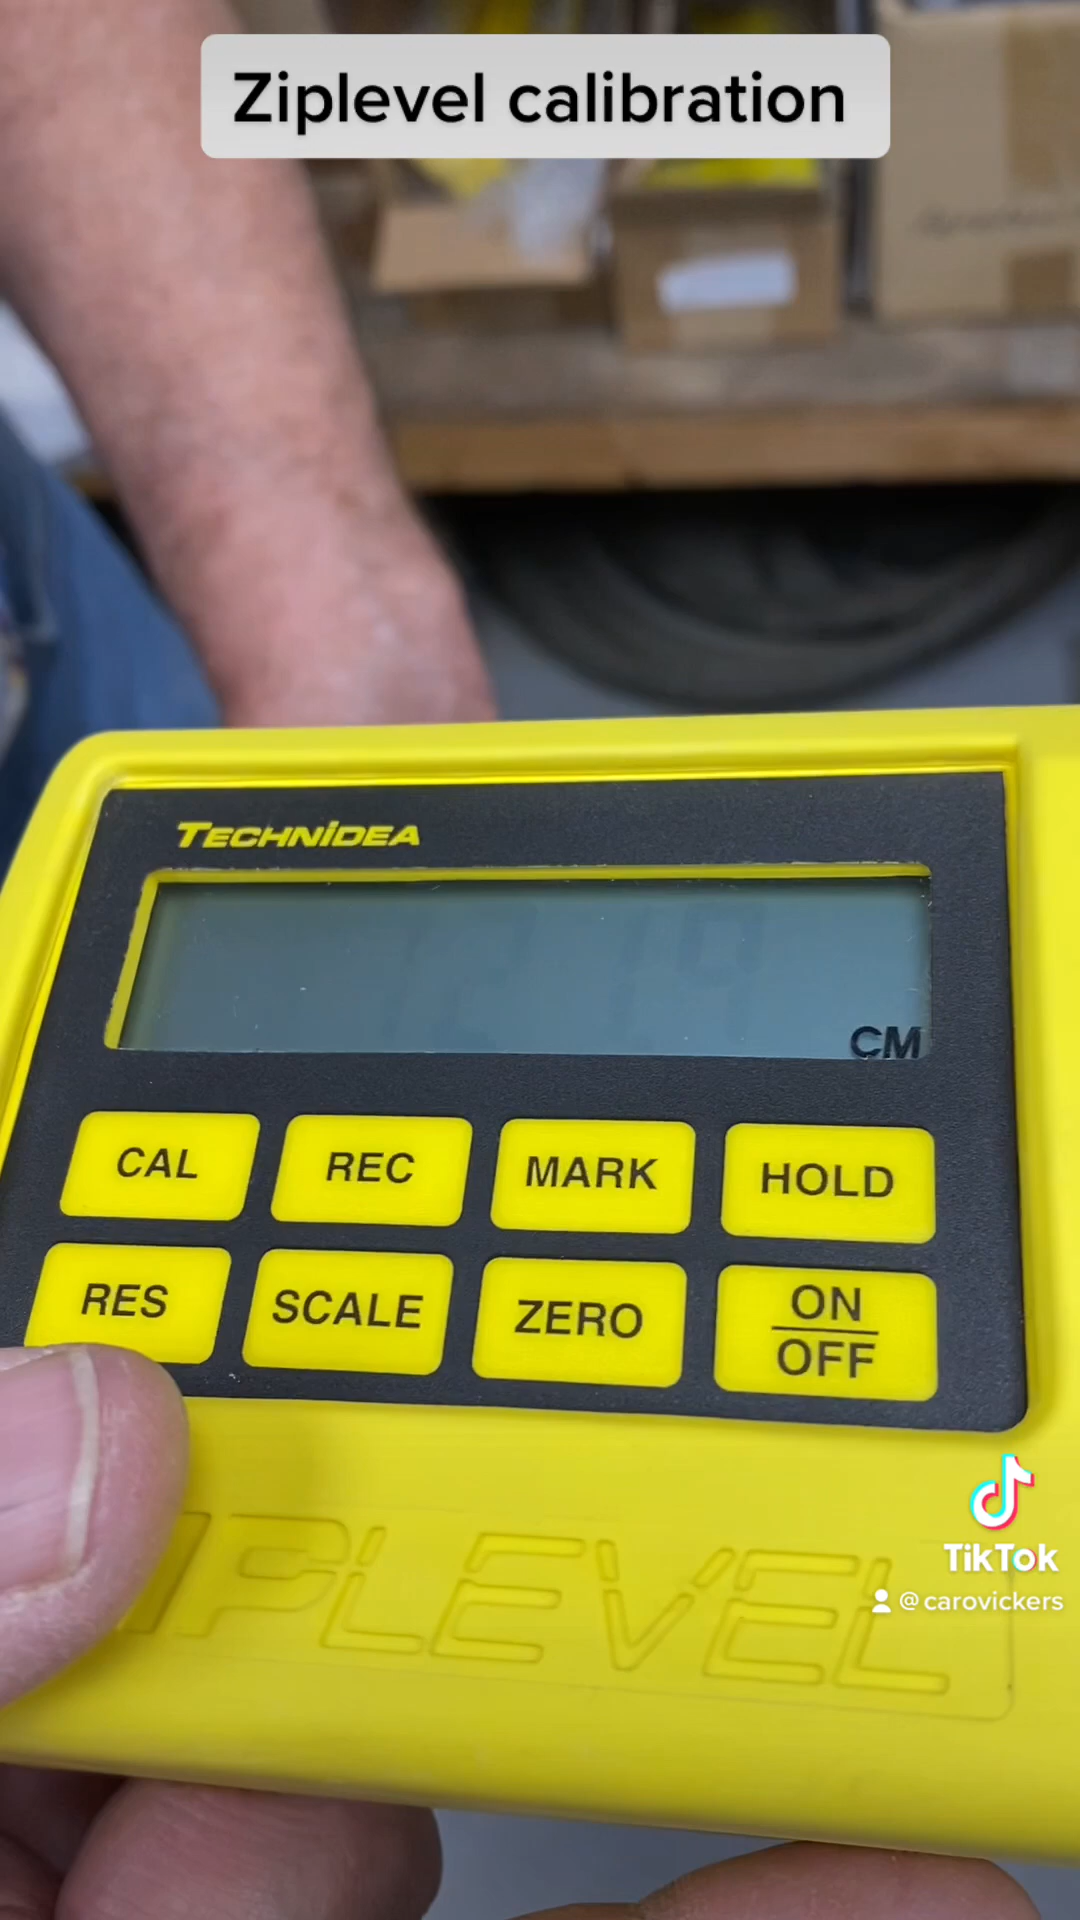 Ziplevel calibration
TECHNIDEA
CM
CAL REC MARK HOLD
RES SCALE ZERO ON
OFF
TikTok
@carovickers